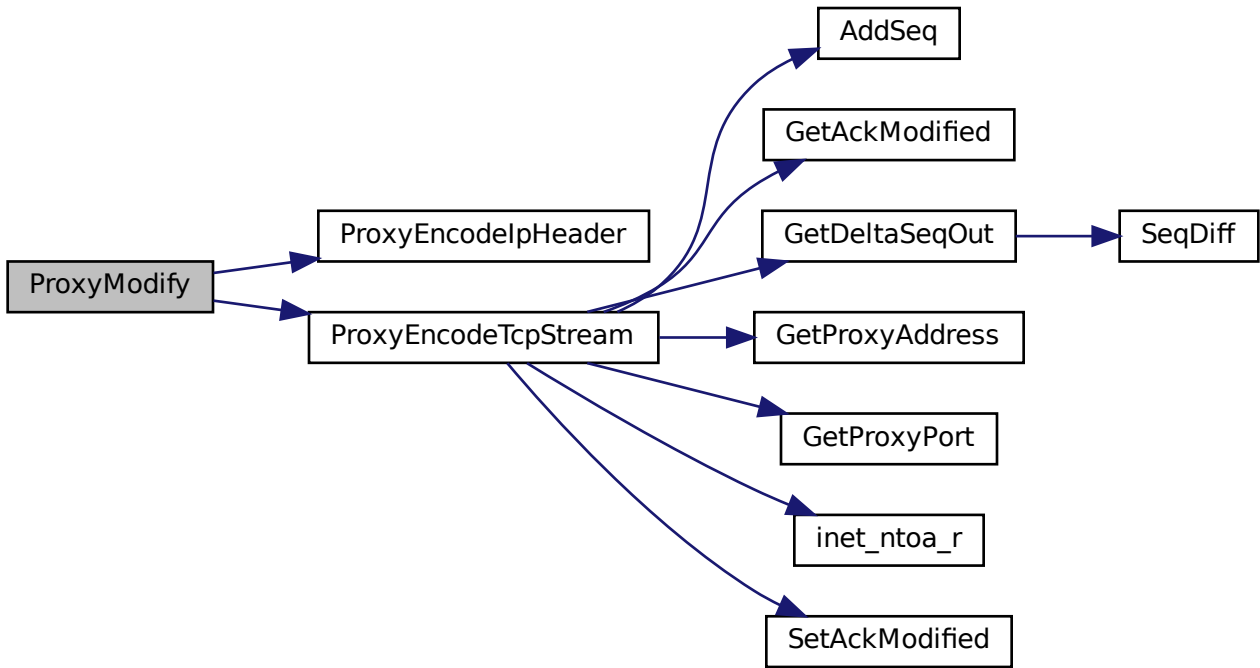 AddSeq
GetAckModified
ProxyEncodeIpHeader
GetDeltaSeqOut
SeqDiff
ProxyModify
ProxyEncodeTcpStream
GetProxyAddress
GetProxyPort
inet_ntoa_r
SetAckModified